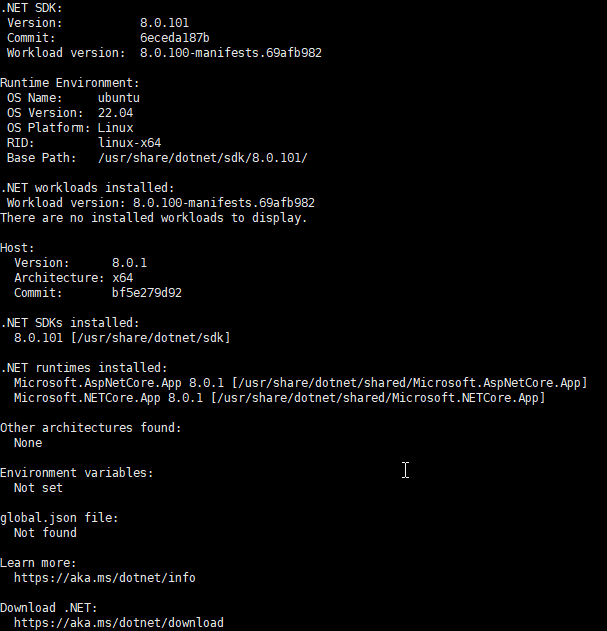 .NET SDK:
Version: 8.0.101
Commit: 6eceda187b
Workload version: 8.0.100-manifests.69afb982
Runtime Environment:
OS Name: ubuntu
OS Version: 22.04
OS Platform: Linux
RID: linux-x64
Base Path: /usr/share/dotnet/sdk/8.0.101/
.NET workloads installed:
Workload version: 8.0.100-manifests.69afb982
There are no installed workloads to display.
Host:
Version: 8.0.1
Architecture: x64
Commit: bf5e279d92
.NET SDKs installed:
8.0.101 [/usr/share/dotnet/sdk]
.NET runtimes installed:
Microsoft.AspNetCore.App 8.0.1 [/usr/share/dotnet/shared/Microsoft.AspNetCore.App]
Microsoft.NETCore.App 8.0.1 [/usr/share/dotnet/shared/Microsoft.NETCore.App]
Other architectures found:
None
Environment variables:
Not set
global.json file:
Not found
Learn more:
https://aka.ms/dotnet/info
Download .NET:
https://aka.ms/dotnet/download